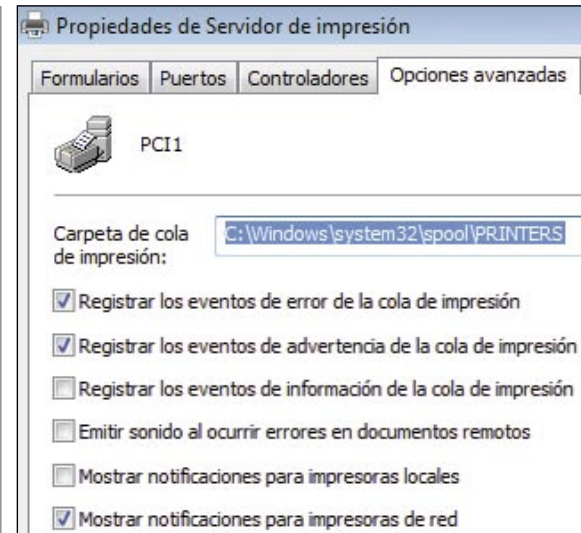 Propiedades de Servidor de impresión
Formularios Puertos Controladores Opciones avanzadas
PCI1
Carpeta de cola de impresión: C:\Windows\system32\spool\PRINTERS
Registrar los eventos de error de la cola de impresión
Registrar los eventos de advertencia de la cola de impresión
Registrar los eventos de información de la cola de impresión
Emitir sonido al ocurrir errores en documentos remotos
Mostrar notificaciones para impresoras locales
Mostrar notificaciones para impresoras de red